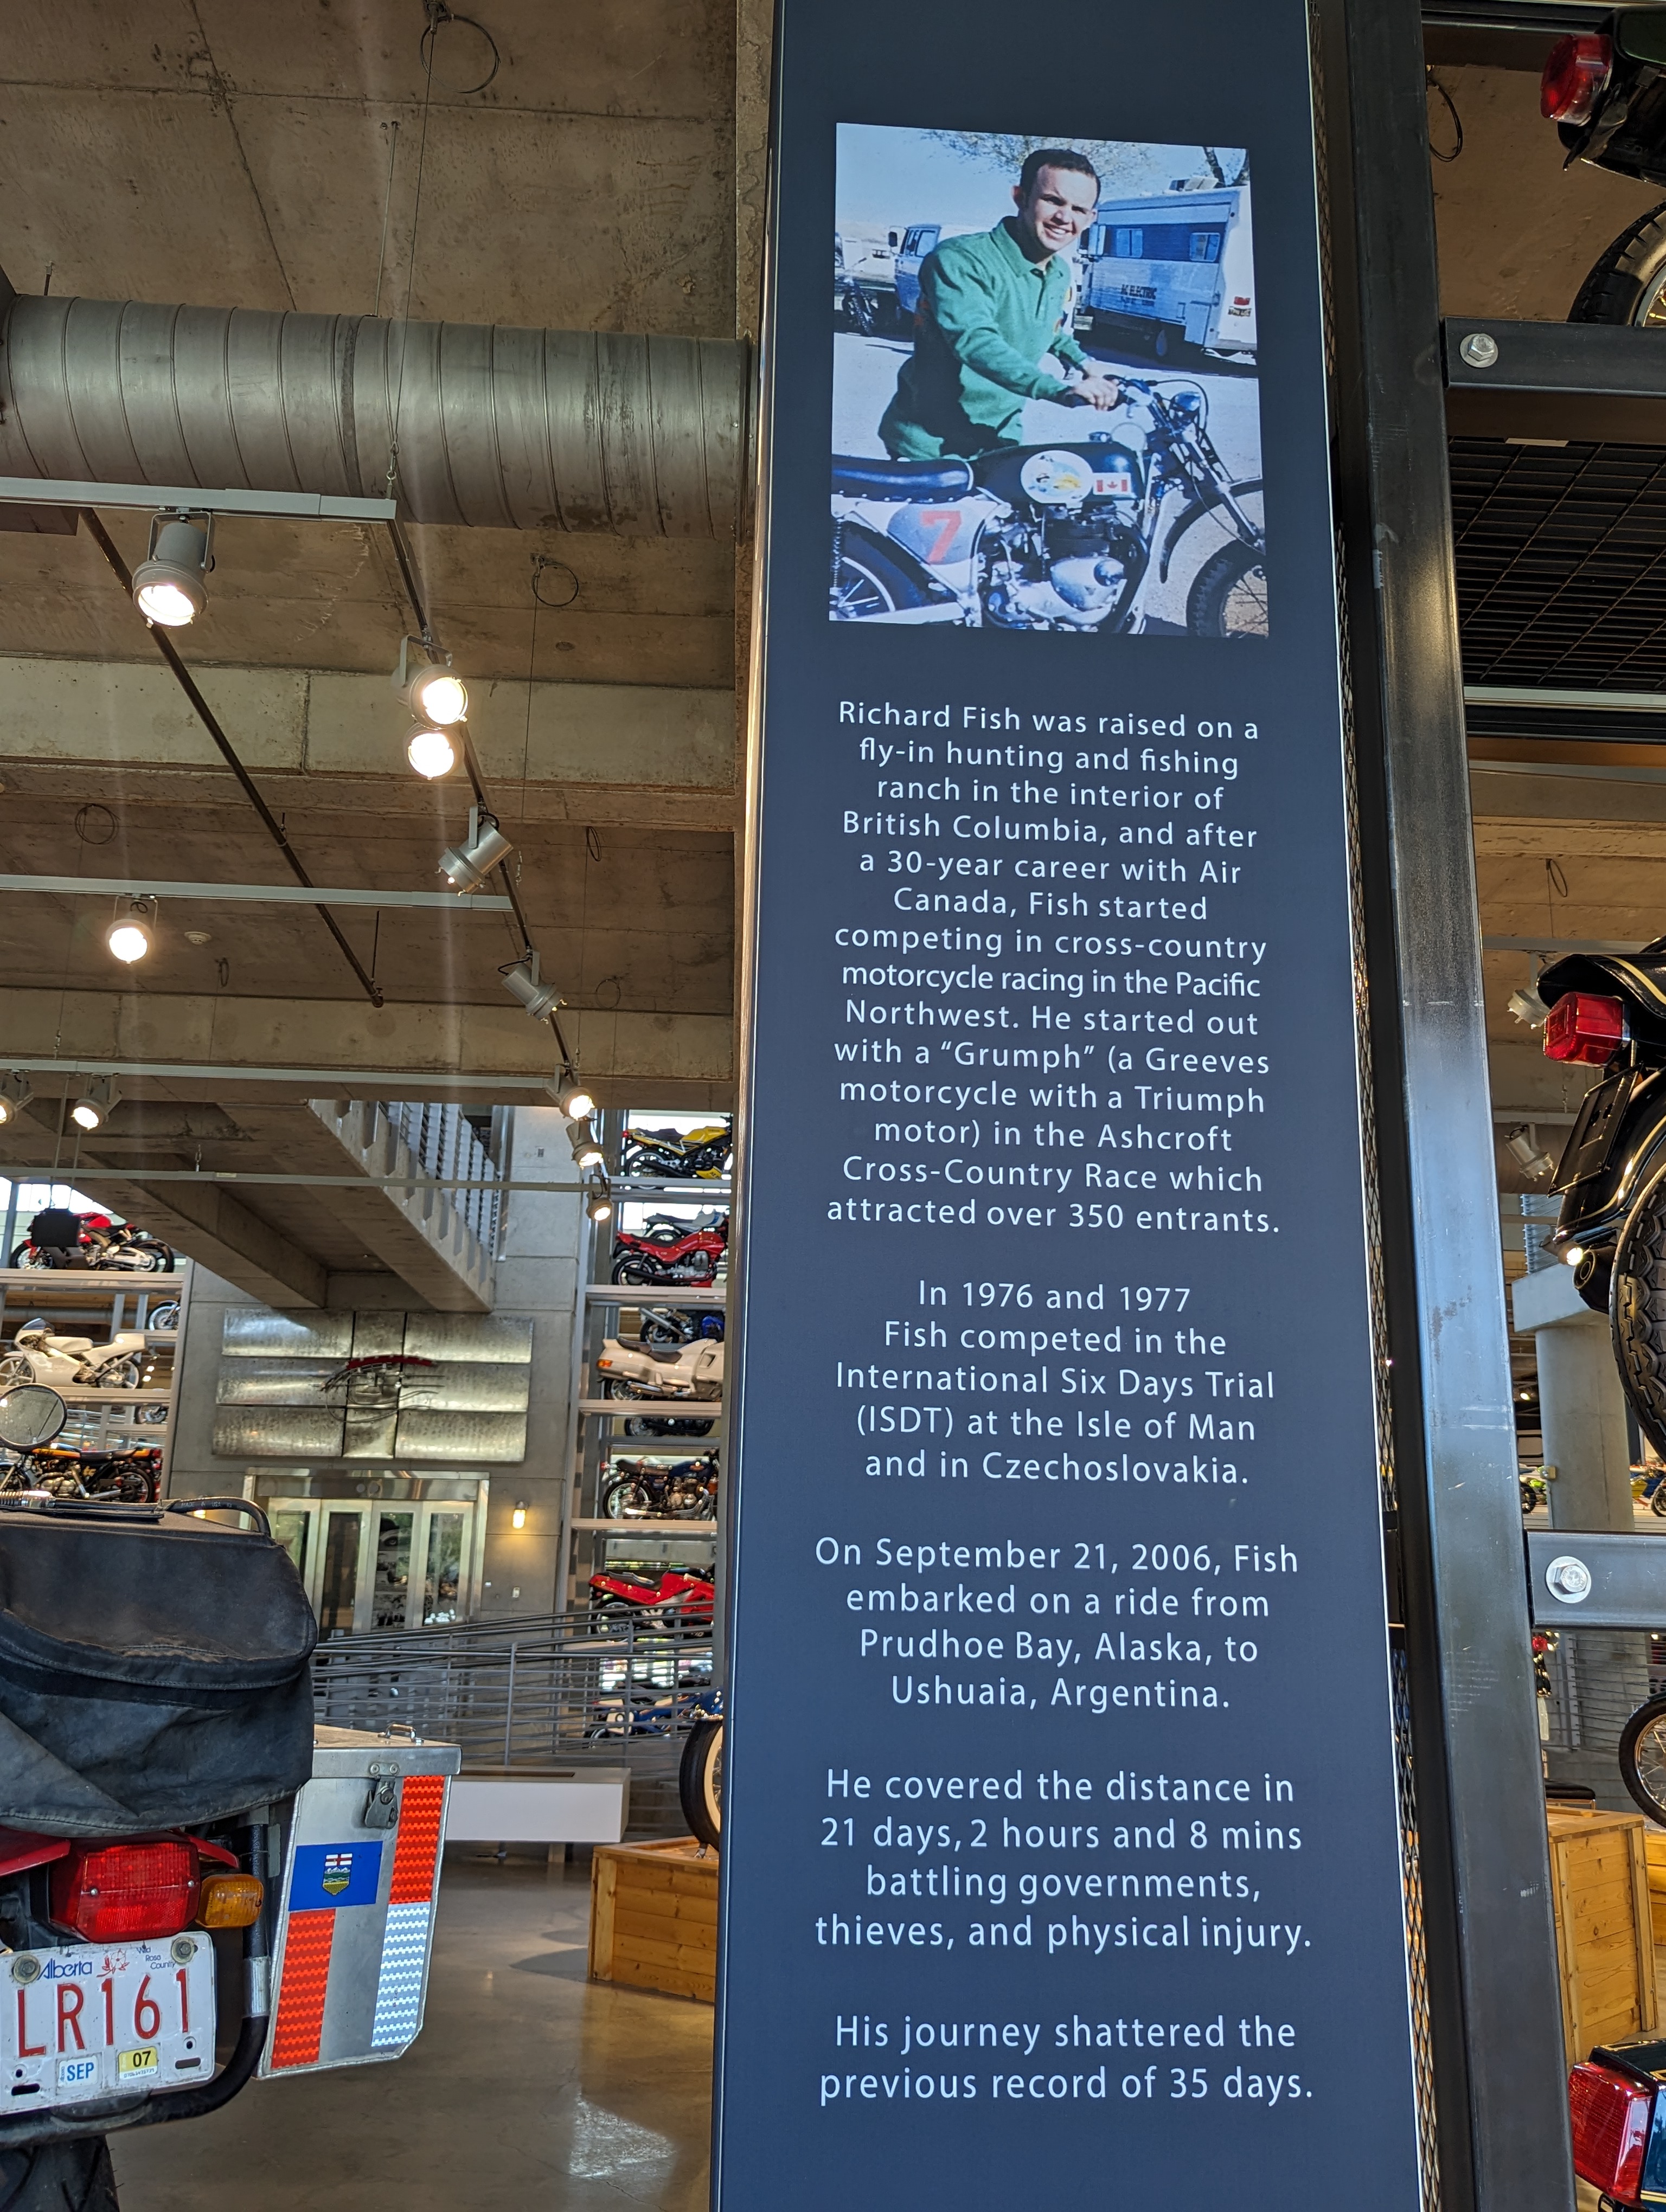 AC ELECTRIC
7
Richard Fish was raised on a
fly-in hunting and fishing
ranch in the interior of
British Columbia, and after
a 30-year career with Air
Canada, Fish started
competing in cross-country
motorcycle racing in the Pacific
Northwest. He started out
with a “Grumph” (a Greeves
motorcycle with a Triumph
motor) in the Ashcroft
Cross-Country Race which
attracted over 350 entrants.
In 1976 and 1977
Fish competed in the
International Six Days Trial
(ISDT) at the Isle of Man
and in Czechoslovakia.
On September 21, 2006, Fish
embarked on a ride from
Prudhoe Bay, Alaska, to
Ushuaia, Argentina.
He covered the distance in
21 days, 2 hours and 8 mins
battling governments,
thieves, and physical injury.
His journey shattered the
previous record of 35 days.
Alberta Wild Rose Country
LR161
SEP 07